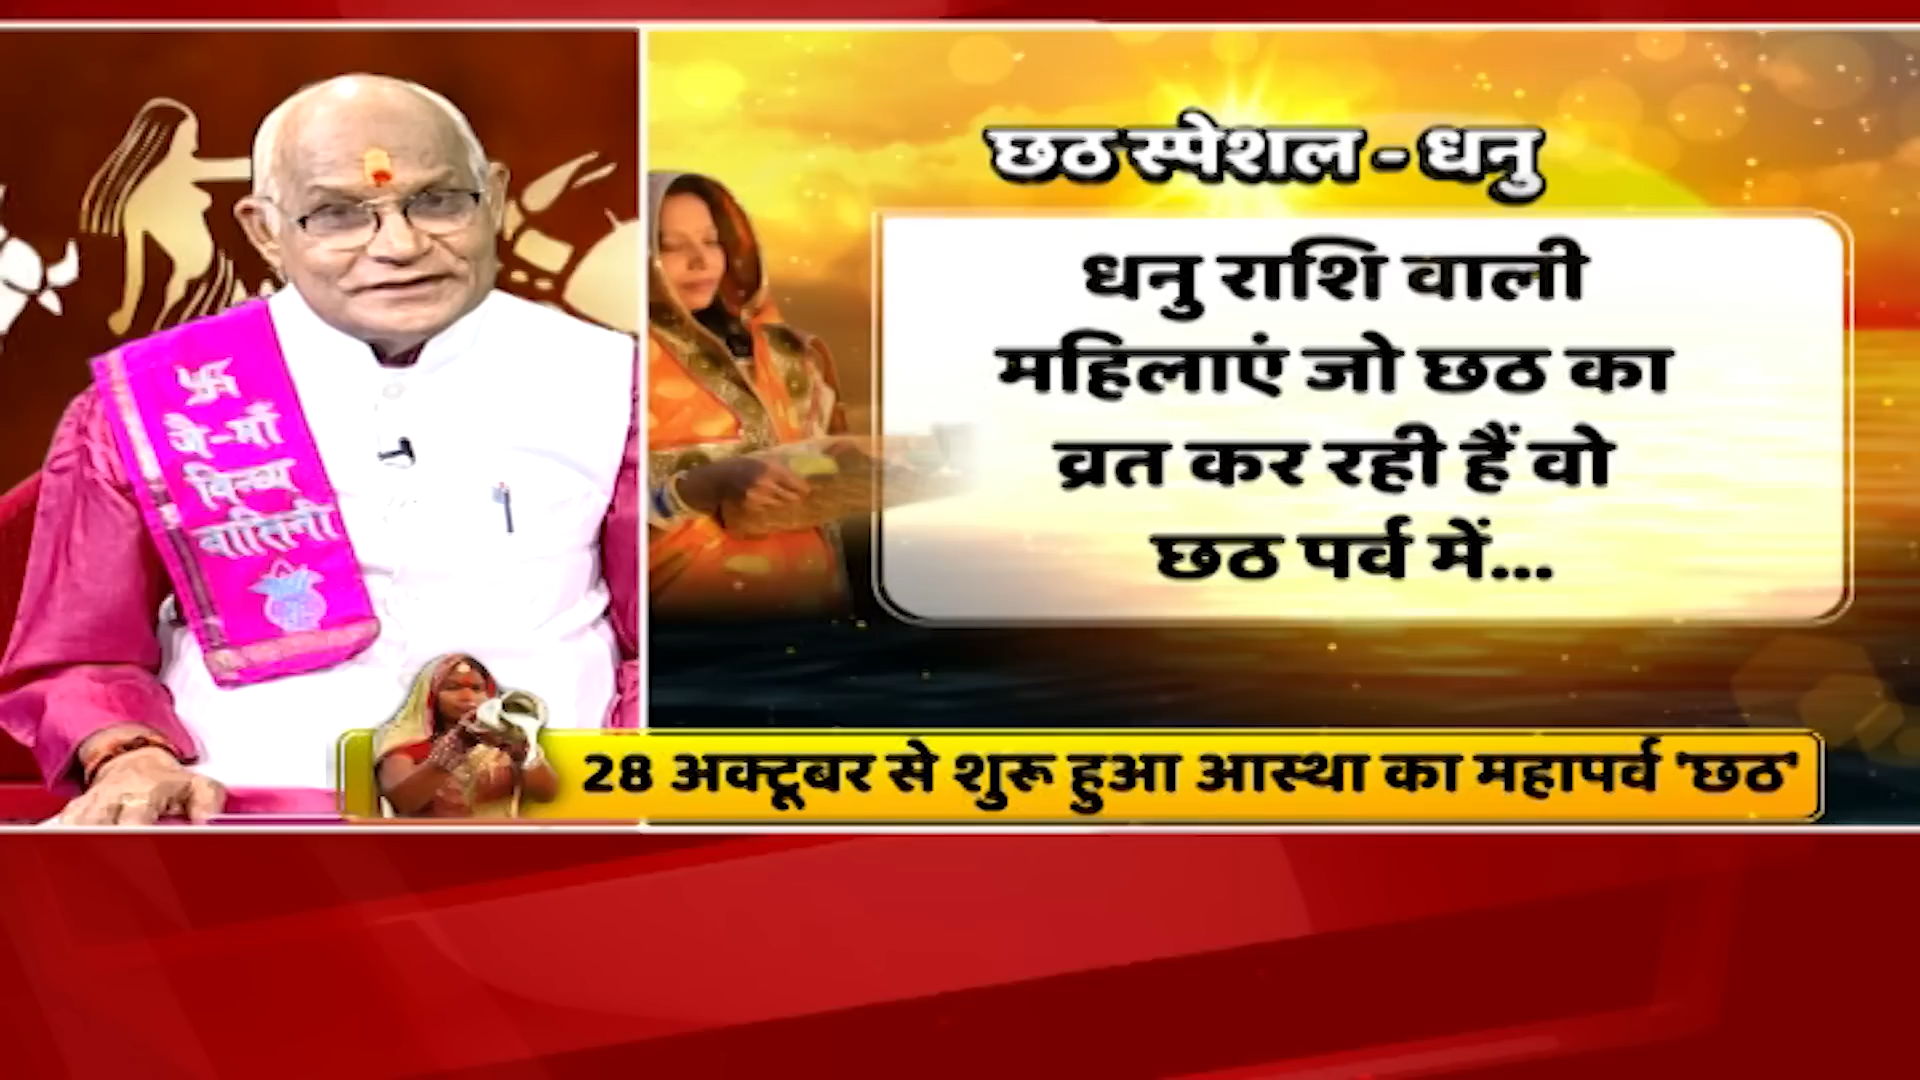 छठ स्पेशल - धनु
धनु राशि वाली
महिलाएं जो छठ का
व्रत कर रही हैं वो
छठ पर्व में...
जै-माँ
विन्ध्य
वासिनी
28 अक्टूबर से शुरू हुआ आस्था का महापर्व 'छठ'